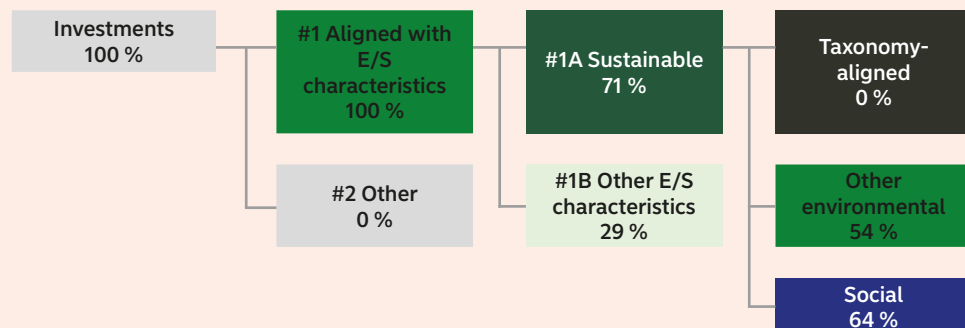 Investments
100 %
#1 Aligned with
E/S
characteristics
100 %
#1A Sustainable
71 %
Taxonomy-
aligned
0 %
#2 Other
0 %
#1B Other E/S
characteristics
29 %
Other
environmental
54 %
Social
64 %